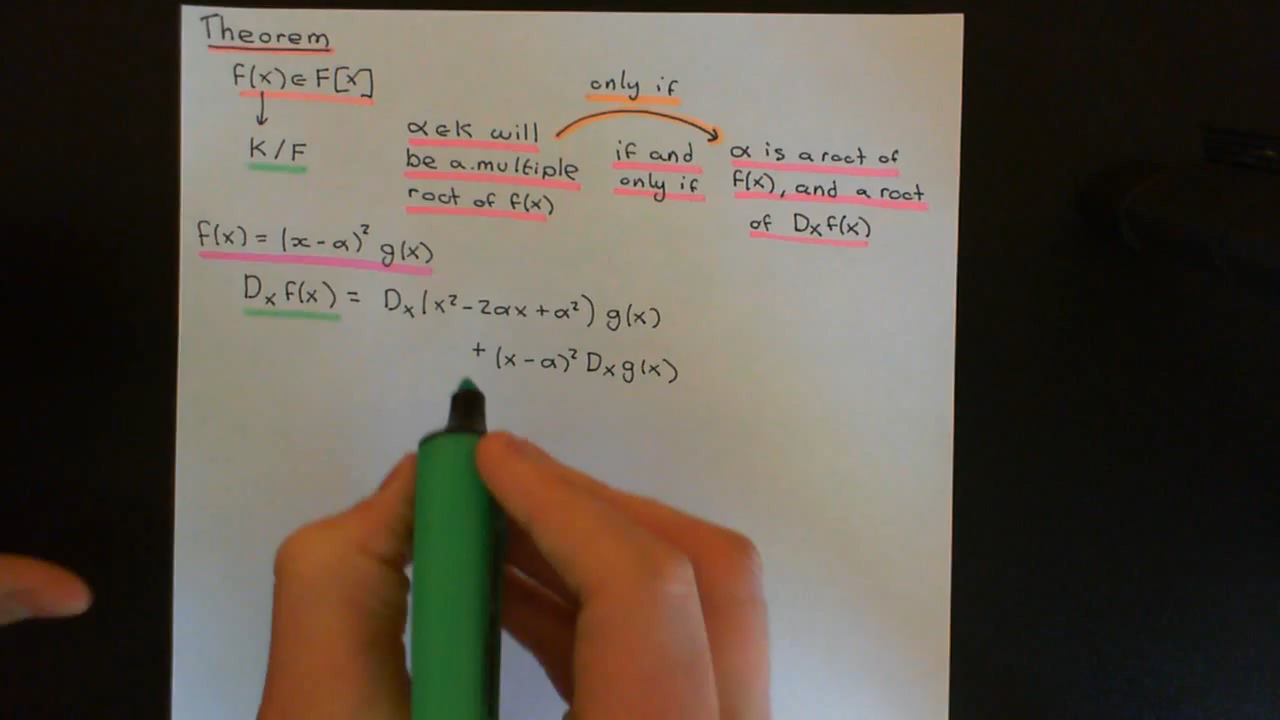 Theorem
f(x) ∈ F[x]
K/F
only if
α ∈ K will
be a multiple
root of f(x)
if and
only if
α is a root of
f(x), and a root
of Dₓf(x)
f(x) = (x-α)² g(x)
Dₓ f(x) = Dₓ(x²-2αx+α²) g(x)
+ (x-α)² Dₓ g(x)